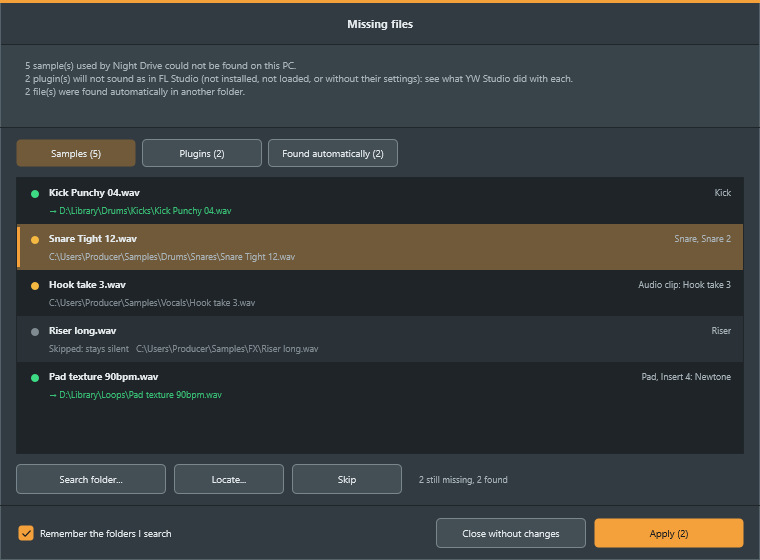 Missing files
5 sample(s) used by Night Drive could not be found on this PC.
2 plugin(s) will not sound as in FL Studio (not installed, not loaded, or without their settings): see what YW Studio did with each.
2 file(s) were found automatically in another folder.
Samples (5) Plugins (2) Found automatically (2)
Kick Punchy 04.wav Kick
→ D:\Library\Drums\Kicks\Kick Punchy 04.wav
Snare Tight 12.wav Snare, Snare 2
C:\Users\Producer\Samples\Drums\Snares\Snare Tight 12.wav
Hook take 3.wav Audio clip: Hook take 3
C:\Users\Producer\Samples\Vocals\Hook take 3.wav
Riser long.wav Riser
Skipped: stays silent C:\Users\Producer\Samples\FX\Riser long.wav
Pad texture 90bpm.wav Pad, Insert 4: Newtone
→ D:\Library\Loops\Pad texture 90bpm.wav
Search folder... Locate... Skip 2 still missing, 2 found
Remember the folders I search Close without changes Apply (2)